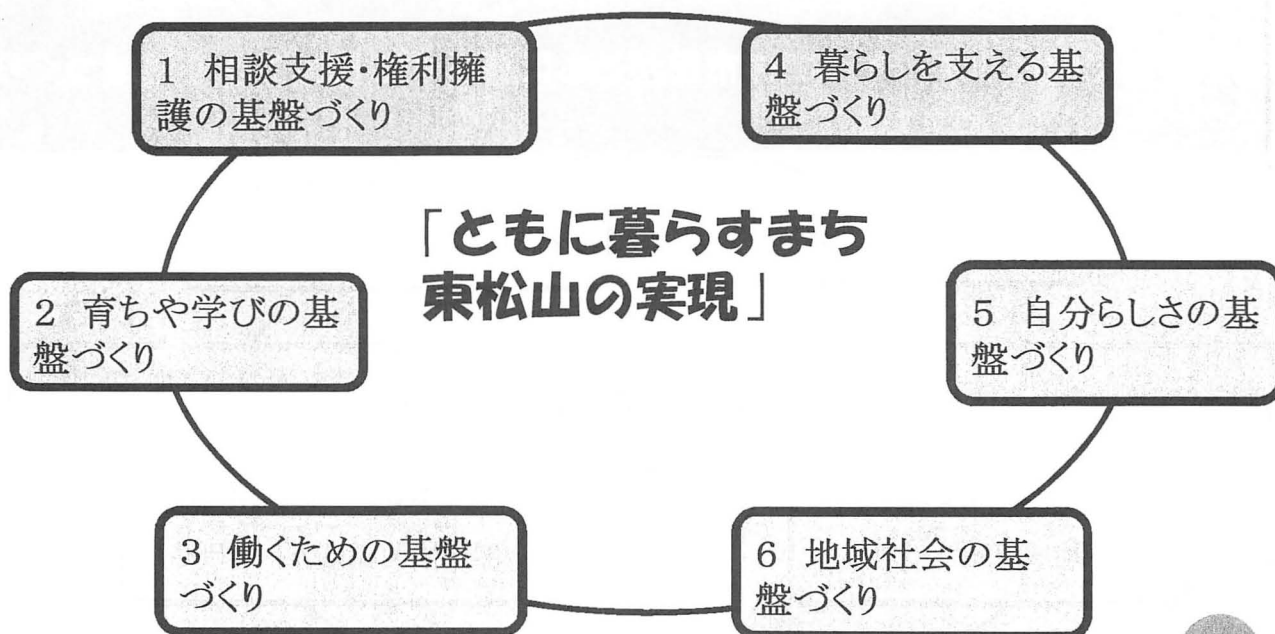 1 相談支援・権利擁
護の基盤づくり
2 育ちや学びの基
盤づくり
3 働くための基盤
づくり
「ともに暮らすまち
東松山の実現」
4 暮らしを支える基
盤づくり
5 自分らしさの基
盤づくり
6 地域社会の基
盤づくり